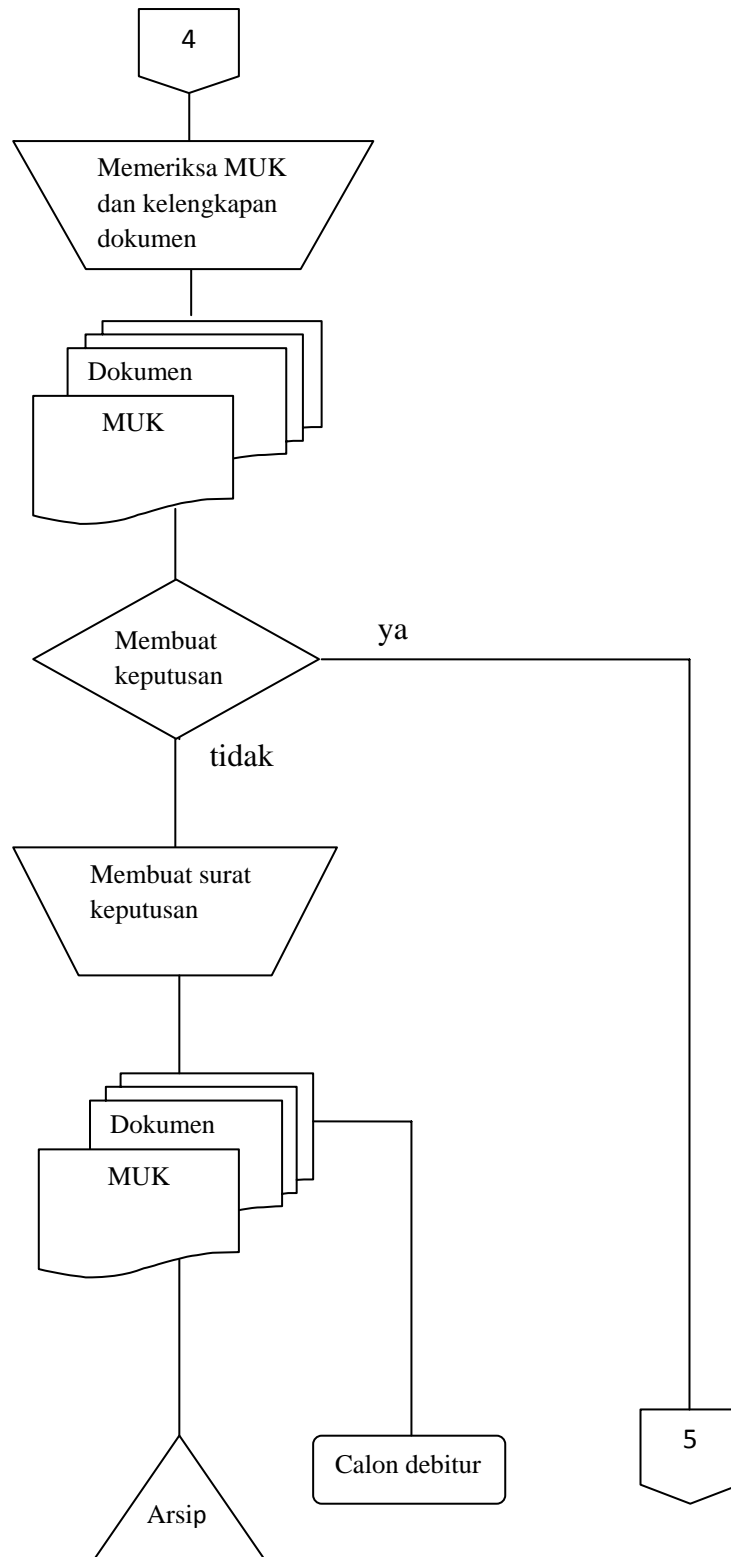 4
Memeriksa MUK
dan kelengkapan
dokumen
Dokumen
MUK
Membuat
keputusan
ya
tidak
Membuat surat
keputusan
Dokumen
MUK
Calon debitur
5
Arsip